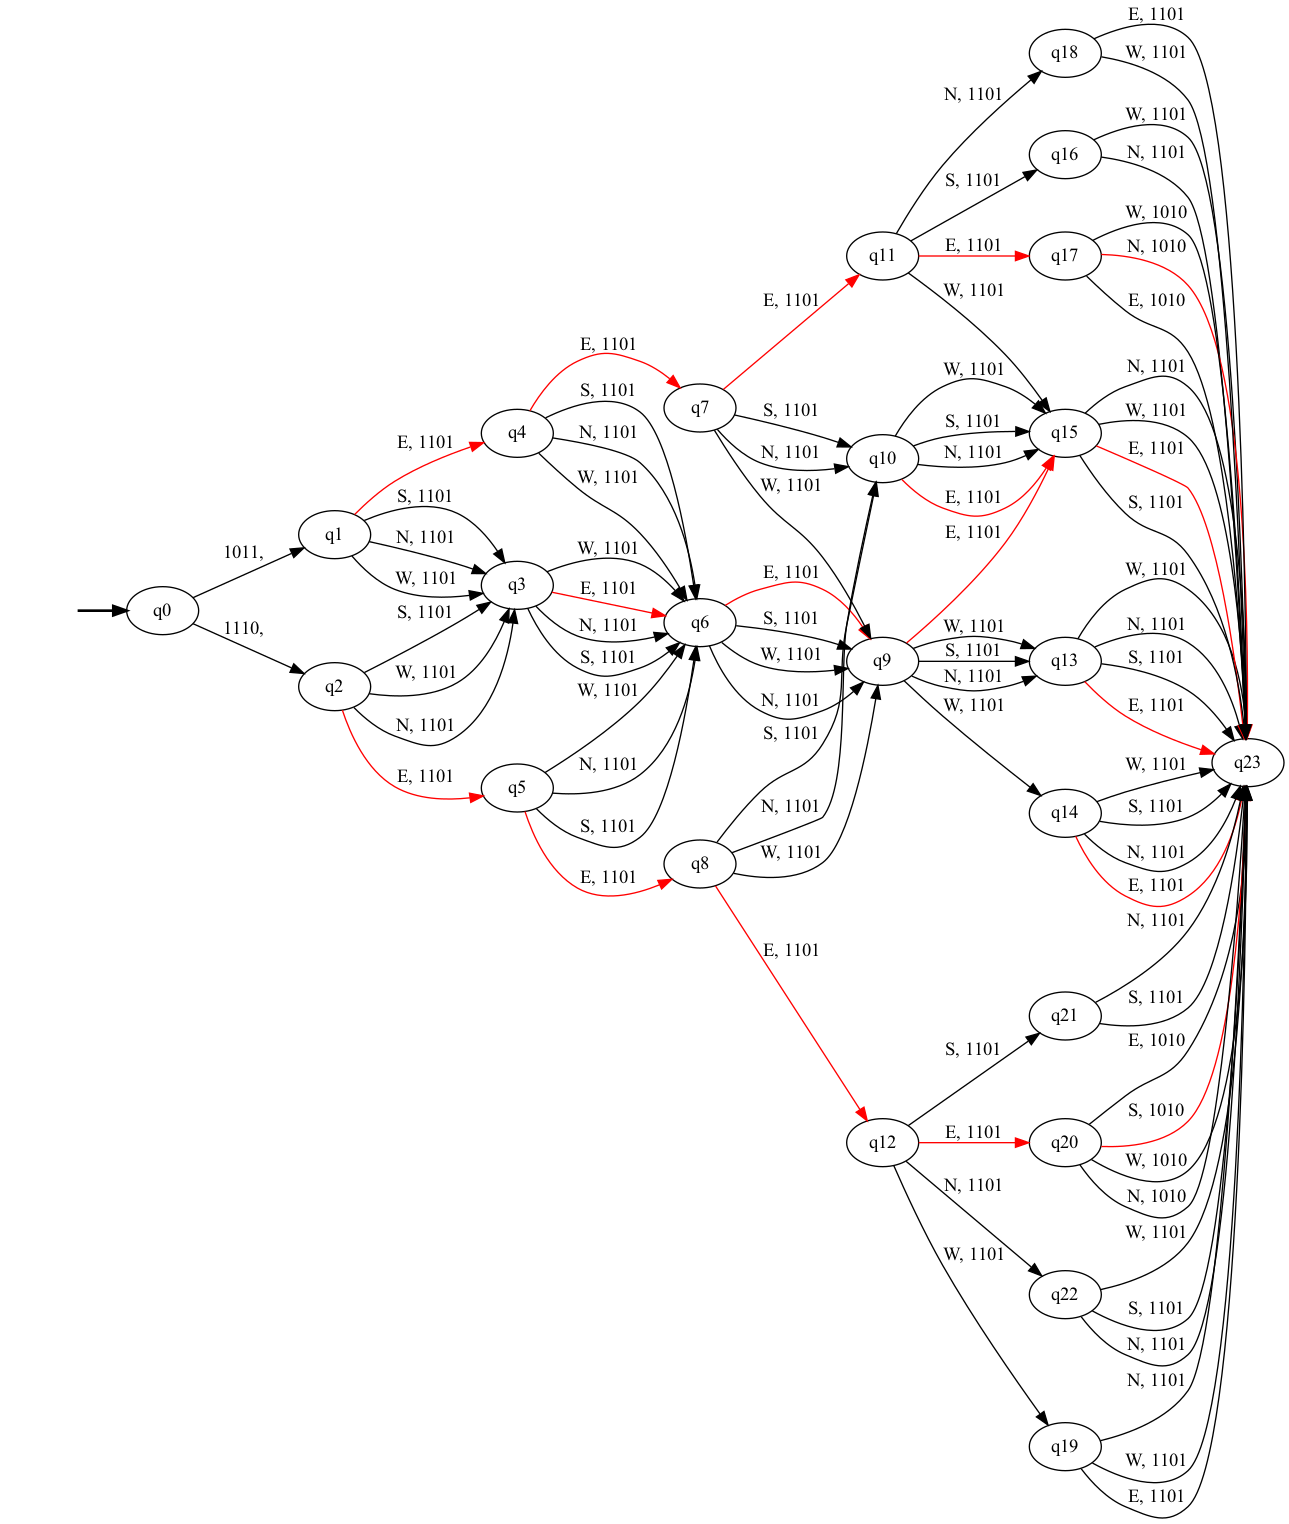 E, 1101
q18
W, 1101
N, 1101
W, 1101
q16
N, 1101
S, 1101
W, 1010
q11
E, 1101
q17
N, 1010
W, 1101
E, 1010
E, 1101
E, 1101
N, 1101
W, 1101
S, 1101
q7
S, 1101
W, 1101
E, 1101
q4
N, 1101
S, 1101
q15
E, 1101
N, 1101
q10
N, 1101
W, 1101
W, 1101
S, 1101
E, 1101
S, 1101
q1
N, 1101
W, 1101
E, 1101
1011,
W, 1101
q3
E, 1101
E, 1101
W, 1101
q0
S, 1101
N, 1101
q6
S, 1101
W, 1101
N, 1101
1110,
S, 1101
W, 1101
q9
S, 1101
q13
S, 1101
W, 1101
q2
W, 1101
N, 1101
N, 1101
W, 1101
E, 1101
N, 1101
S, 1101
E, 1101
q5
N, 1101
W, 1101
q23
S, 1101
N, 1101
q14
S, 1101
E, 1101
q8
W, 1101
N, 1101
E, 1101
E, 1101
N, 1101
S, 1101
q21
E, 1010
S, 1101
S, 1010
q12
E, 1101
q20
W, 1010
N, 1101
N, 1010
W, 1101
W, 1101
q22
S, 1101
N, 1101
N, 1101
q19
W, 1101
E, 1101